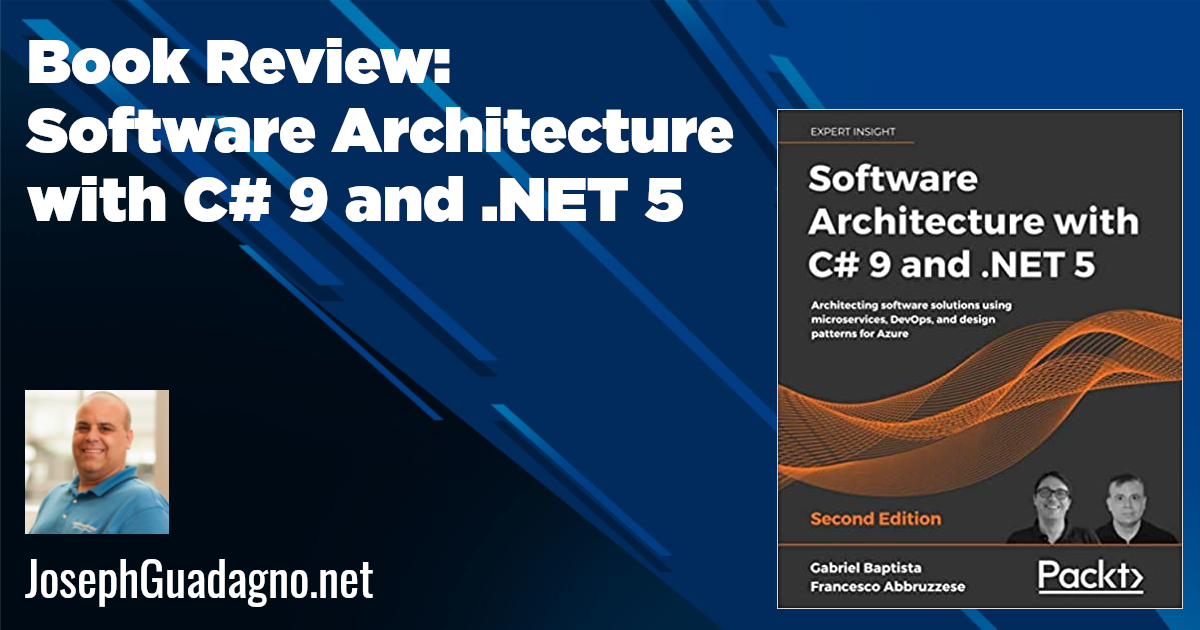 Book Review:
Software Architecture
with C# 9 and .NET 5
JosephGuadagno.net
EXPERT INSIGHT
Software
Architecture with
C# 9 and .NET 5
Architecting software solutions using
microservices, DevOps, and design
patterns for Azure
Second Edition
Gabriel Baptista
Francesco Abbruzzese
Packt>